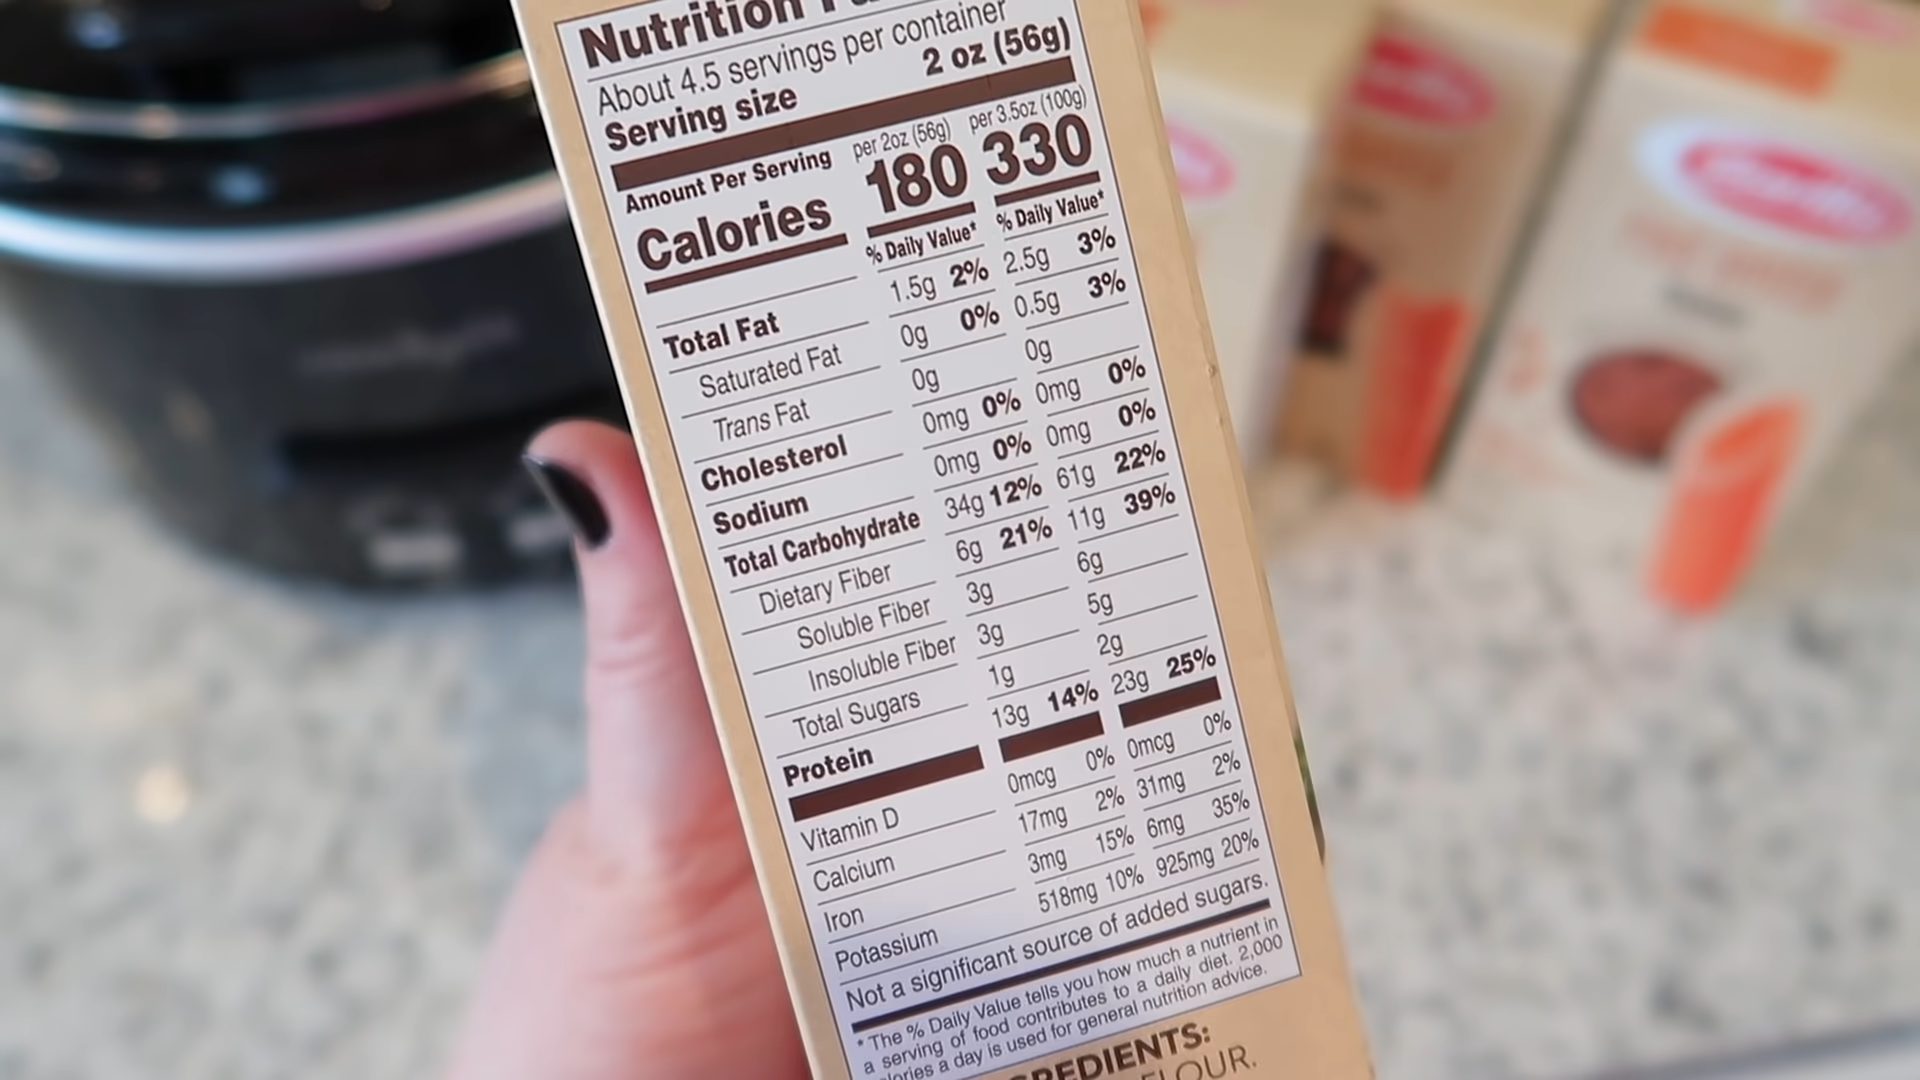 Nutrition
About 4.5 servings per container
Serving size 2 oz (56g)
Amount Per Serving per 2oz (56g) per 3.5oz (100g)
Calories 180 330
% Daily Value* % Daily Value*
Total Fat 1.5g 2% 2.5g 3%
Saturated Fat 0g 0% 0.5g 3%
Trans Fat 0g 0g
Cholesterol 0mg 0% 0mg 0%
Sodium 0mg 0% 0mg 0%
Total Carbohydrate 34g 12% 61g 22%
Dietary Fiber 6g 21% 11g 39%
Soluble Fiber 3g 6g
Insoluble Fiber 3g 5g
Total Sugars 1g 2g
Protein 13g 14% 23g 25%
Vitamin D 0mcg 0% 0mcg 0%
Calcium 17mg 2% 31mg 2%
Iron 3mg 15% 6mg 35%
Potassium 518mg 10% 925mg 20%
Not a significant source of added sugars.
* The % Daily Value tells you how much a nutrient in
a serving of food contributes to a daily diet. 2,000
lories a day is used for general nutrition advice.
REDIENTS:
FLOUR.